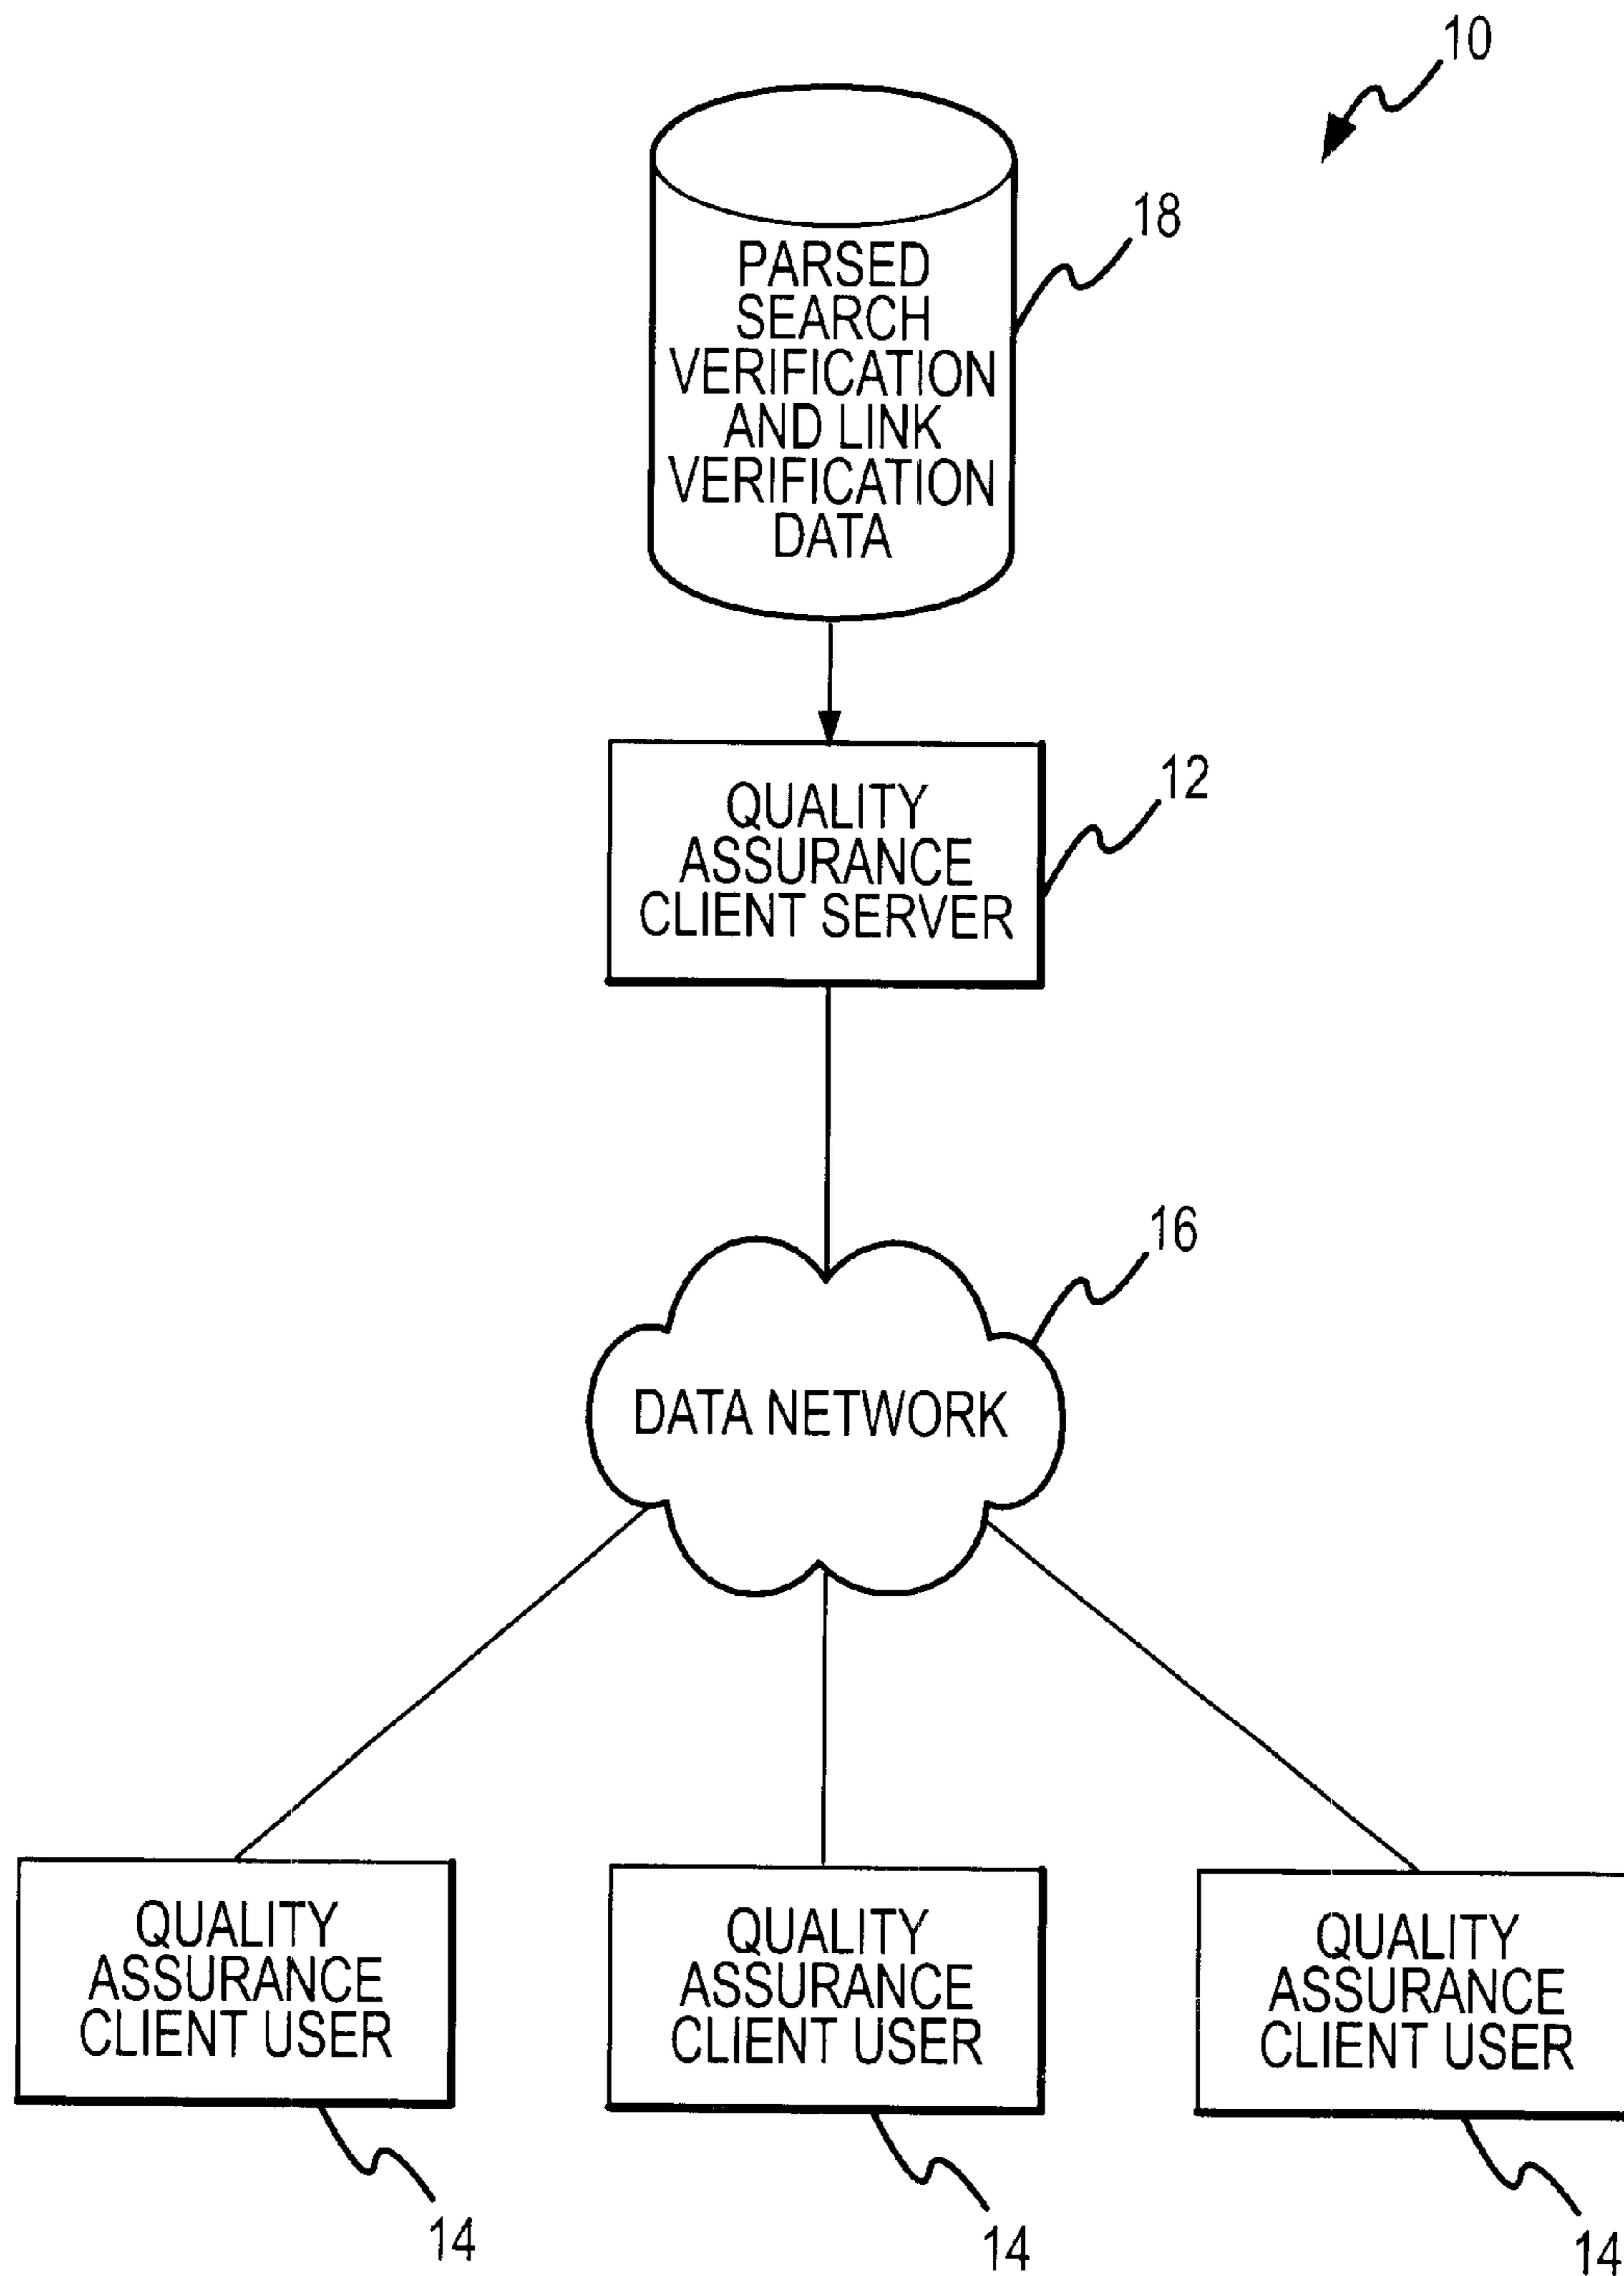 10
18
PARSED
SEARCH
VERIFICATION
AND LINK
VERIFICATION
DATA
12
QUALITY
ASSURANCE
CLIENT SERVER
16
DATA NETWORK
QUALITY
ASSURANCE
CLIENT USER
QUALITY
ASSURANCE
CLIENT USER
QUALITY
ASSURANCE
CLIENT USER
14
14
14